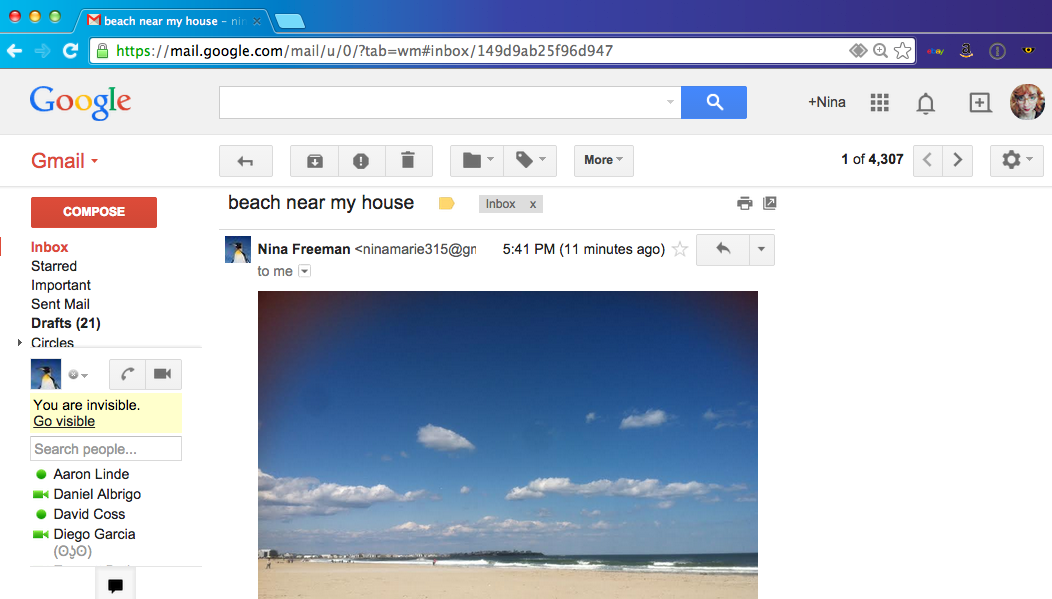 beach near my house – nin
https://mail.google.com/mail/u/0/?tab=wm#inbox/149d9ab25f96d947
ebay
Google
+Nina
Gmail
More
1 of 4,307
COMPOSE
beach near my house
Inbox x
Inbox
Starred
Important
Sent Mail
Drafts (21)
Circles
Nina Freeman <ninamarie315@gm
5:41 PM (11 minutes ago)
to me
You are invisible.
Go visible
Search people...
Aaron Linde
Daniel Albrigo
David Coss
Diego Garcia
(ʘʖ̯ʘ)